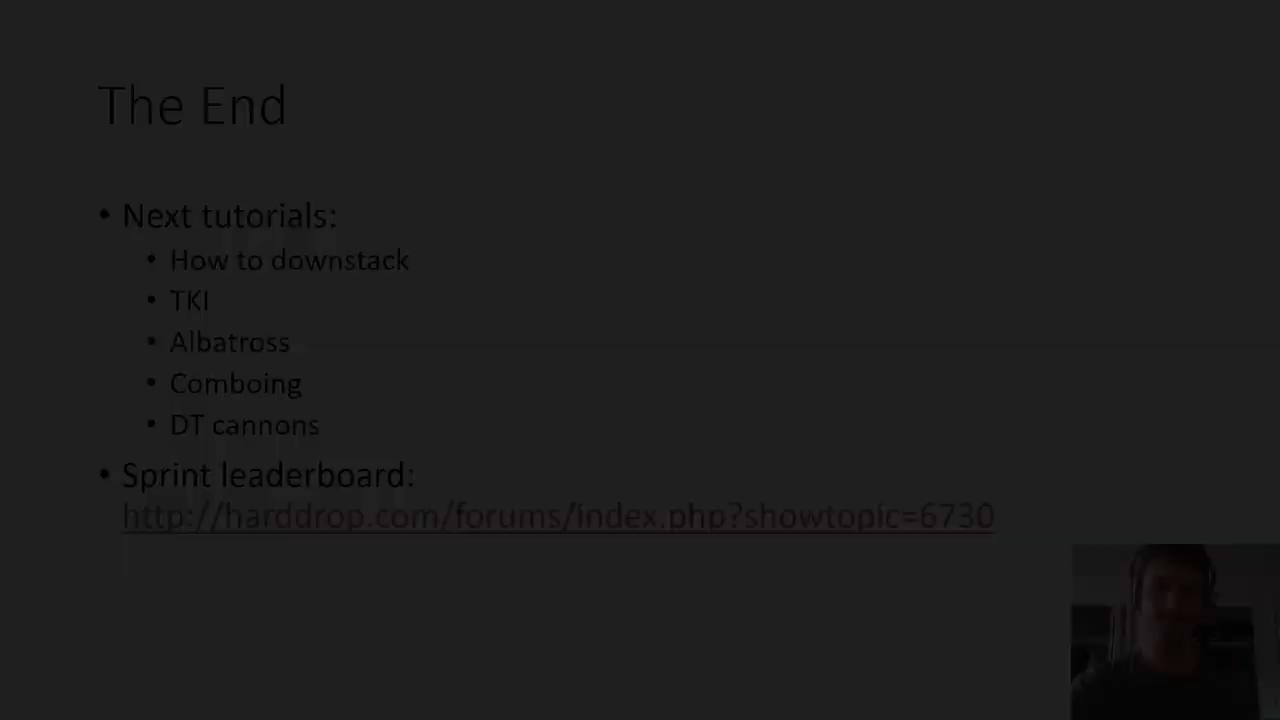 The End
• Next tutorials:
• How to downstack
• TKI
• Albatross
• Comboing
• DT cannons
• Sprint leaderboard:
http://harddrop.com/forums/index.php?showtopic=6730